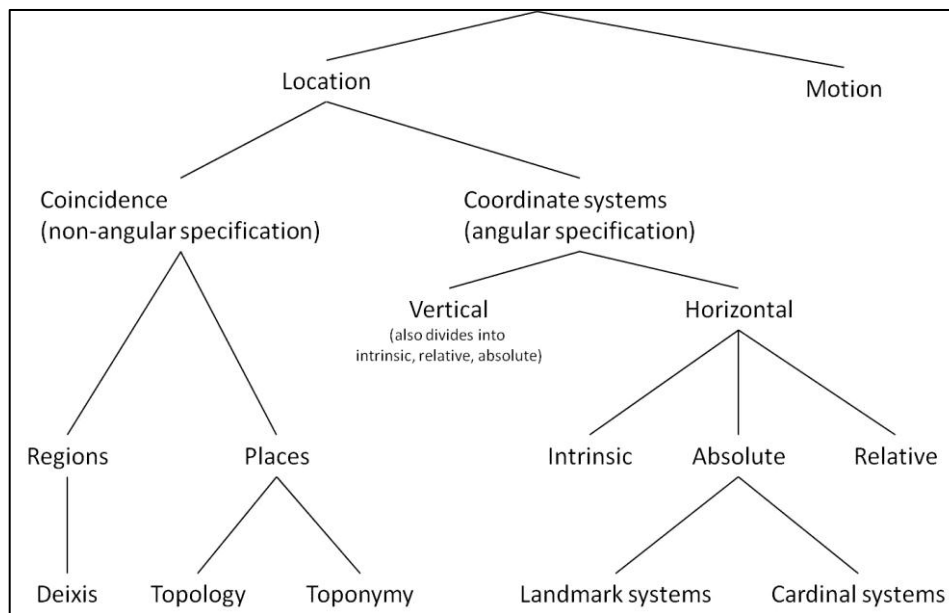 Location
Motion
Coincidence
(non-angular specification)
Coordinate systems
(angular specification)
Vertical
(also divides into
intrinsic, relative, absolute)
Horizontal
Regions
Places
Intrinsic
Absolute
Relative
Deixis
Topology
Toponymy
Landmark systems
Cardinal systems